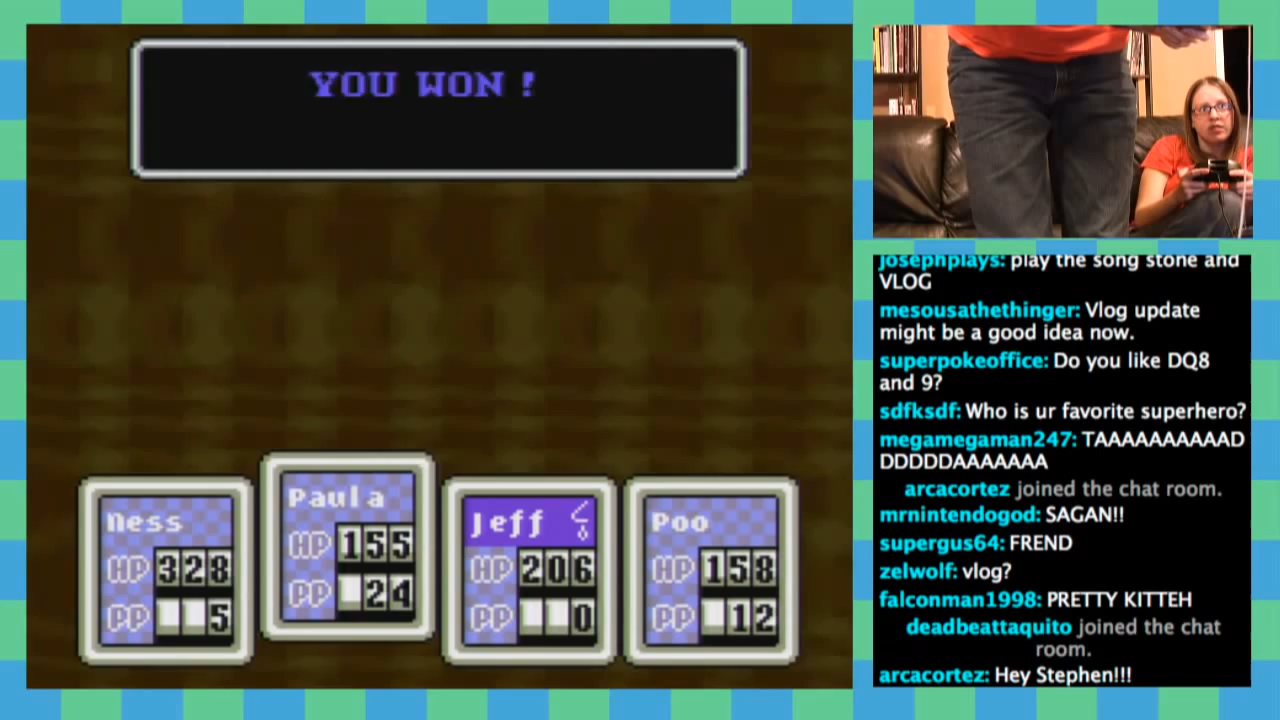 YOU WON !
Ness
HP 328
PP 5
Paula
HP 155
PP 24
Jeff
HP 206
PP 0
Poo
HP 158
PP 12
josephplays: play the song stone and
VLOG
mesousathethinger: Vlog update
might be a good idea now.
superpokeoffice: Do you like DQ8
and 9?
sdfksdf: Who is ur favorite superhero?
megamegaman247: TAAAAAAAAAAD
DDDDDAAAAAAA
arcacortez joined the chat room.
mrnintendogod: SAGAN!!
supergus64: FREND
zelwolf: vlog?
falconman1998: PRETTY KITTEH
deadbeattaquito joined the chat
room.
arcacortez: Hey Stephen!!!